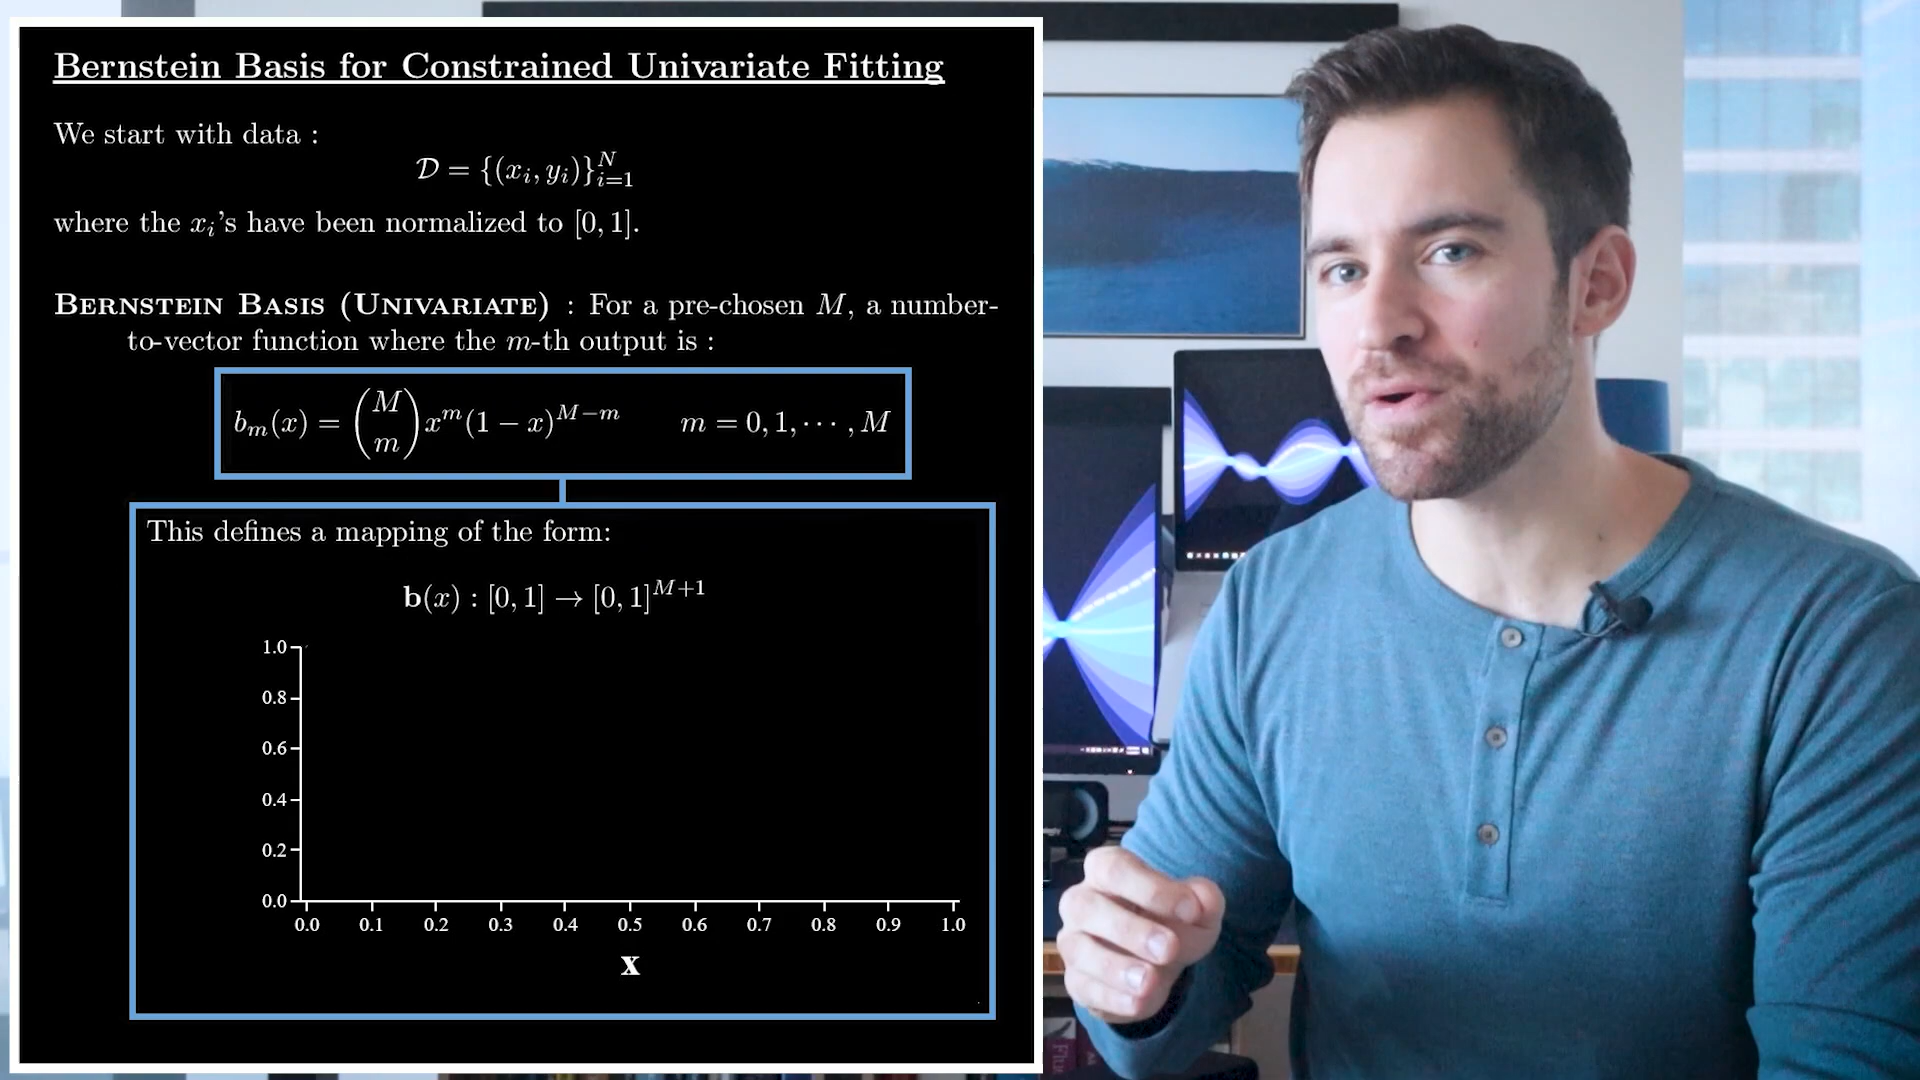 Bernstein Basis for Constrained Univariate Fitting
We start with data :
𝒟 = {(xᵢ, yᵢ)}ᵢ₌₁ᴺ
where the xᵢ's have been normalized to [0, 1].
Bernstein Basis (Univariate) : For a pre-chosen M, a number-
to-vector function where the m-th output is :
bₘ(x) = (M m) xᵐ(1 − x)ᴹ⁻ᵐ m = 0, 1, ⋯ , M
This defines a mapping of the form:
b(x) : [0, 1] → [0, 1]ᴹ⁺¹
1.0
0.8
0.6
0.4
0.2
0.0
0.0 0.1 0.2 0.3 0.4 0.5 0.6 0.7 0.8 0.9 1.0
x